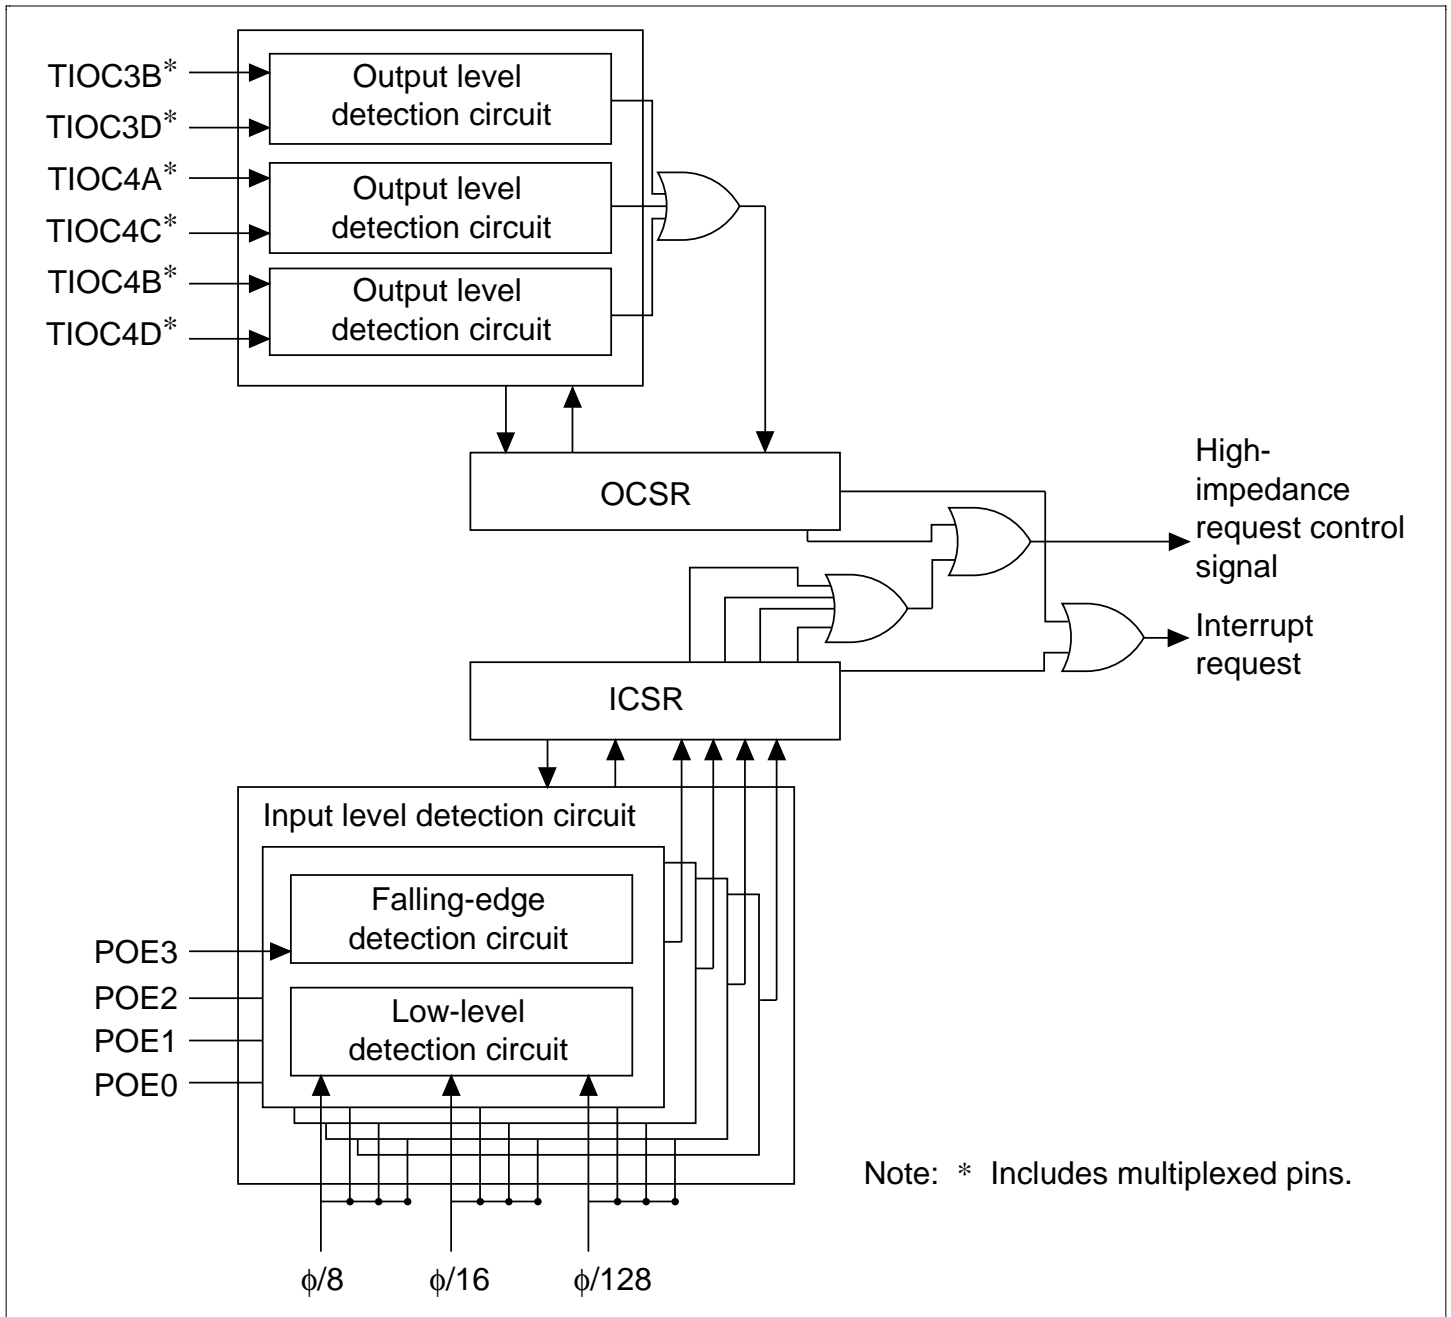 TIOC3B*
TIOC3D*
TIOC4A*
TIOC4C*
TIOC4B*
TIOC4D*
Output level
detection circuit
Output level
detection circuit
Output level
detection circuit
OCSR
High-
impedance
request control
signal
Interrupt
request
ICSR
Input level detection circuit
Falling-edge
detection circuit
Low-level
detection circuit
POE3
POE2
POE1
POE0
Note: * Includes multiplexed pins.
ϕ/8
ϕ/16
ϕ/128